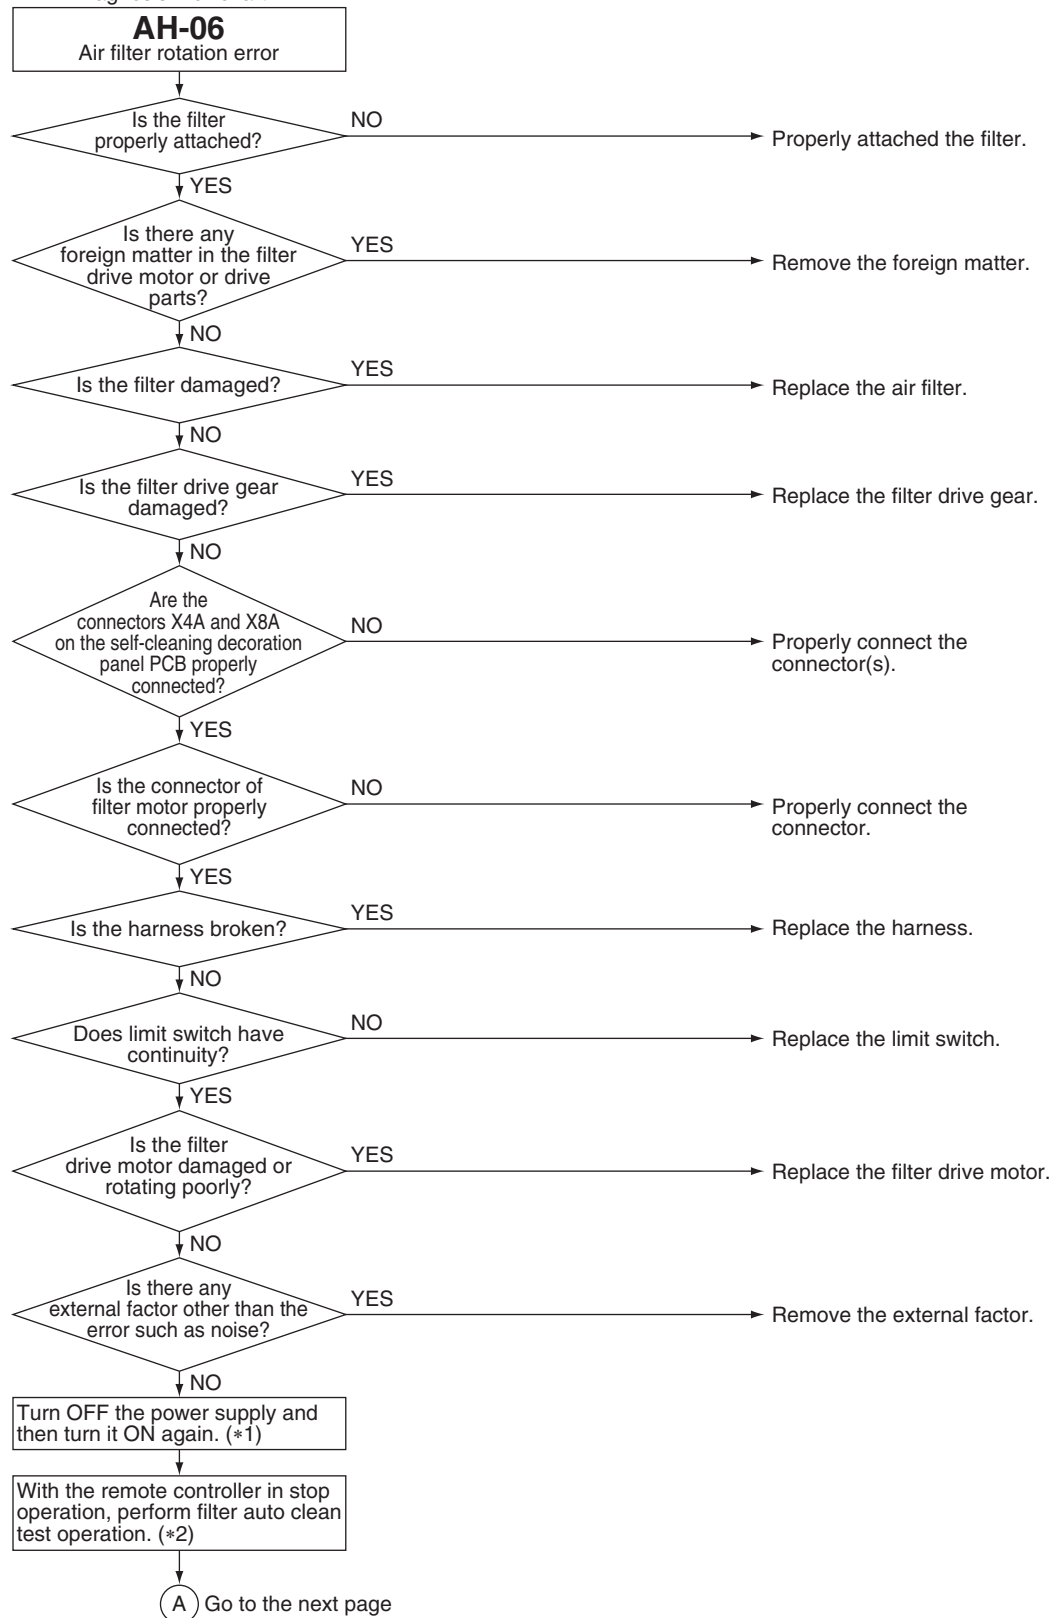 AH-06
Air filter rotation error
Is the filter
properly attached?
NO
Properly attached the filter.
YES
Is there any
foreign matter in the filter
drive motor or drive
parts?
YES
Remove the foreign matter.
NO
Is the filter damaged?
YES
Replace the air filter.
NO
Is the filter drive gear
damaged?
YES
Replace the filter drive gear.
NO
Are the
connectors X4A and X8A
on the self-cleaning decoration
panel PCB properly
connected?
NO
Properly connect the
connector(s).
YES
Is the connector of
filter motor properly
connected?
NO
Properly connect the
connector.
YES
Is the harness broken?
YES
Replace the harness.
NO
Does limit switch have
continuity?
NO
Replace the limit switch.
YES
Is the filter
drive motor damaged or
rotating poorly?
YES
Replace the filter drive motor.
NO
Is there any
external factor other than the
error such as noise?
YES
Remove the external factor.
NO
Turn OFF the power supply and
then turn it ON again. (*1)
With the remote controller in stop
operation, perform filter auto clean
test operation. (*2)
A Go to the next page